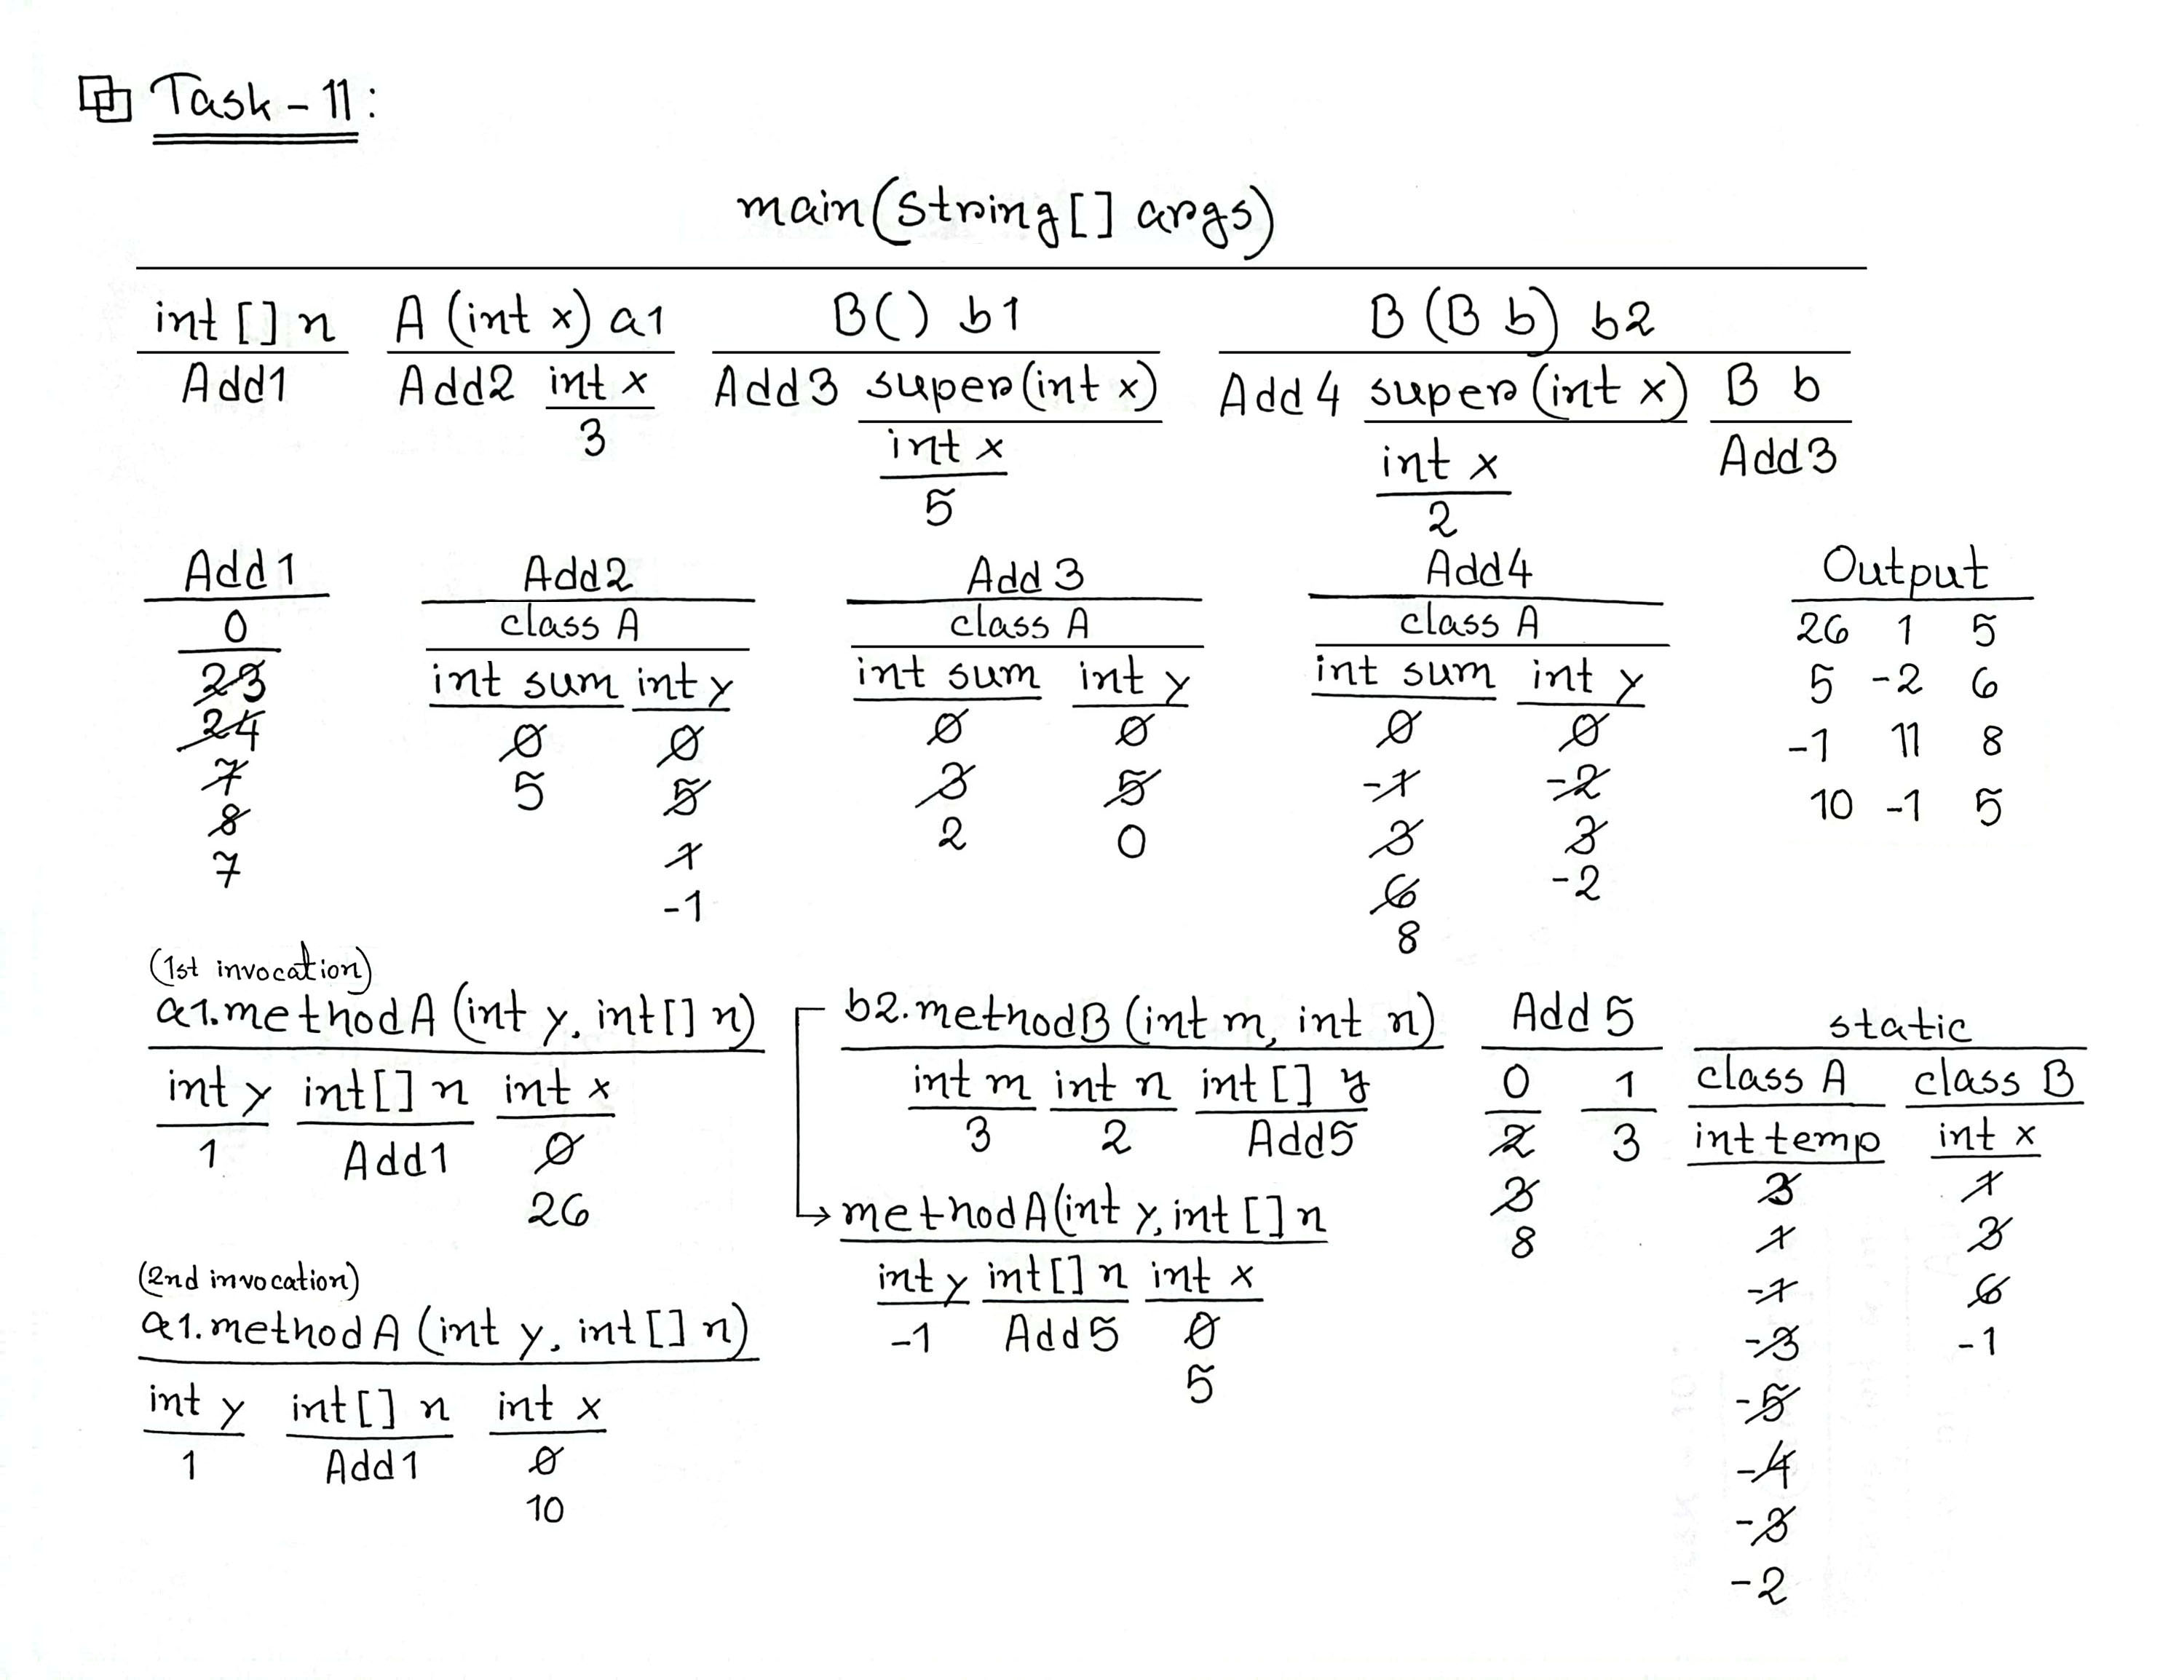 Task - 11:
main(String[] args)
int [] n A (int x) a1 B() b1 B (B b) b2
Add1 Add2 int x Add3 super(int x) Add4 super(int x) B b
3 int x int x Add3
5 2
Add1 Add2 Add3 Add4 Output
0 class A class A class A 26 1 5
23 int sum int y int sum int y int sum int y 5 -2 6
24 0 0 0 0 0 0 -1 11 8
7 5 5 3 5 -1 -2 10 -1 5
8 1 2 0 3 3
7 -1 6 -2
8
(1st invocation)
a1.methodA (int y, int[] n) b2.methodB (int m, int n) Add5 static
int y int[] n int x int m int n int [] y 0 1 class A class B
1 Add1 0 3 2 Add5 2 3 int temp int x
26 methodA(int y, int [] n 3 3 1
8 1 3
(2nd invocation) int y int[] n int x -1 6
a1.methodA (int y, int[] n) -1 Add5 0 -3 -1
int y int[] n int x 5 -5
1 Add1 0 -4
10 -3
-2